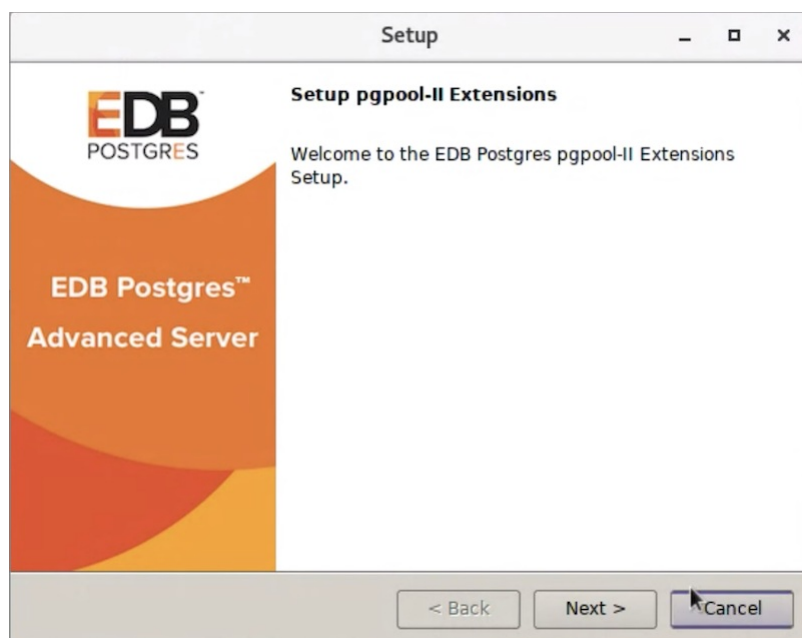 Setup
EDB™
POSTGRES
EDB Postgres™
Advanced Server
Setup pgpool-II Extensions
Welcome to the EDB Postgres pgpool-II Extensions
Setup.
< Back
Next >
Cancel